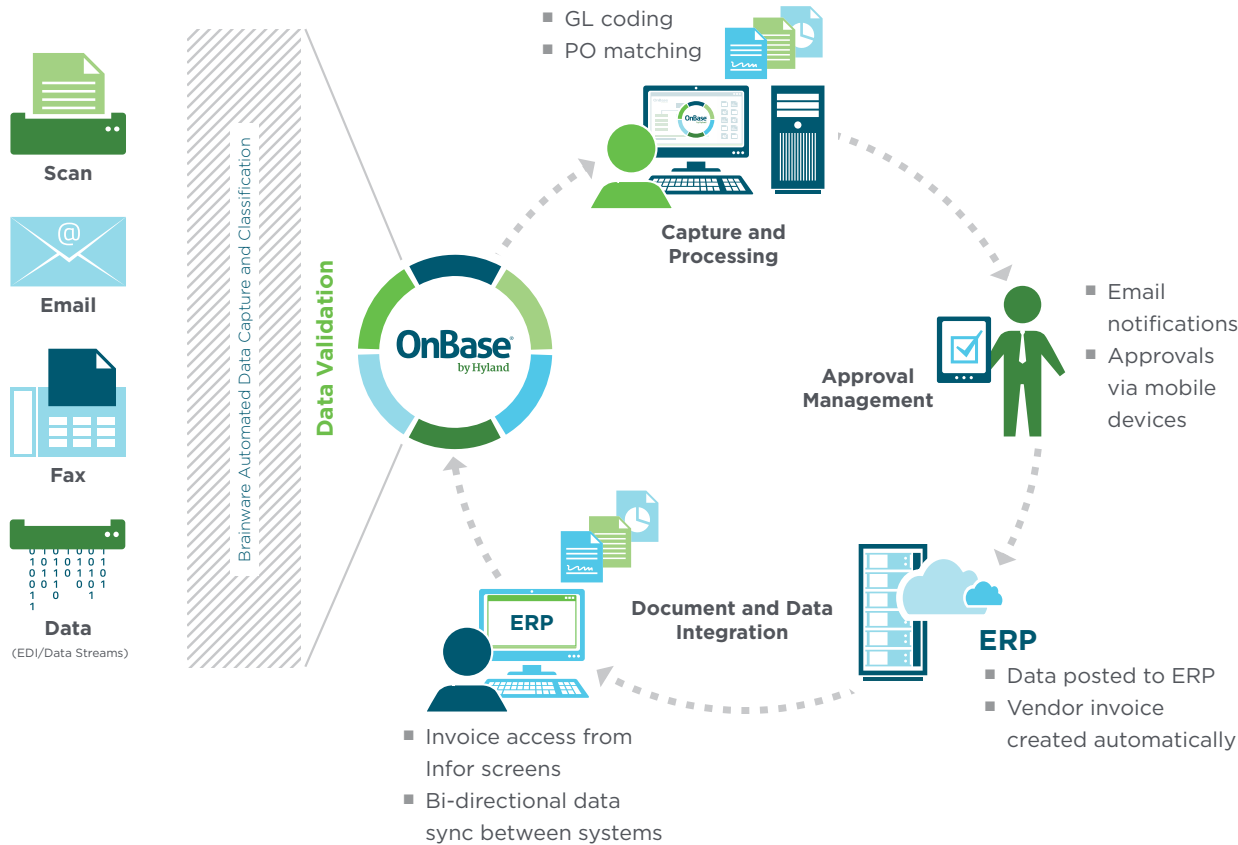 Scan
@
Email
Fax
Data
(EDI/Data Streams)
Brainware Automated Data Capture and Classification
Data Validation
OnBase®
by Hyland
GL coding
PO matching
OnBase
Capture and
Processing
Email
notifications
Approvals
via mobile
devices
Approval
Management
ERP
Data posted to ERP
Vendor invoice
created automatically
Document and Data
Integration
ERP
Invoice access from
Infor screens
Bi-directional data
sync between systems